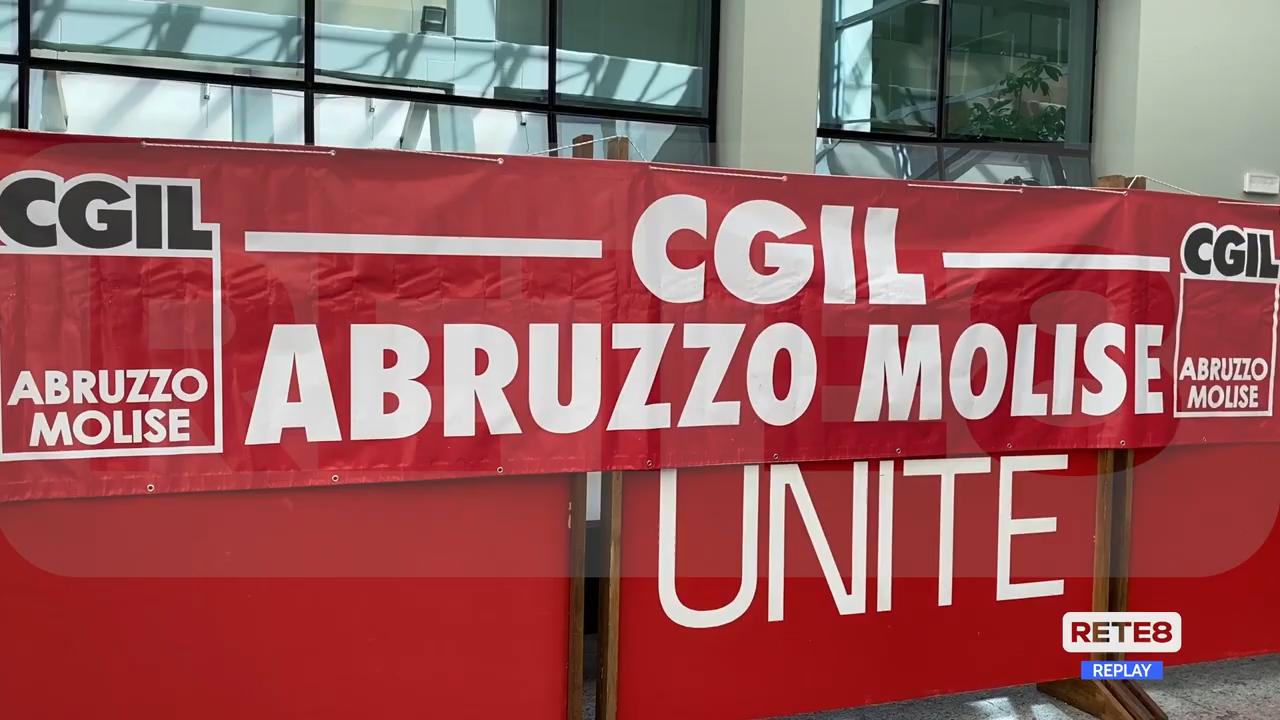 CGIL
ABRUZZO
MOLISE
CGIL
ABRUZZO MOLISE
CGIL
ABRUZZO
MOLISE
UNITE
RETE8
REPLAY